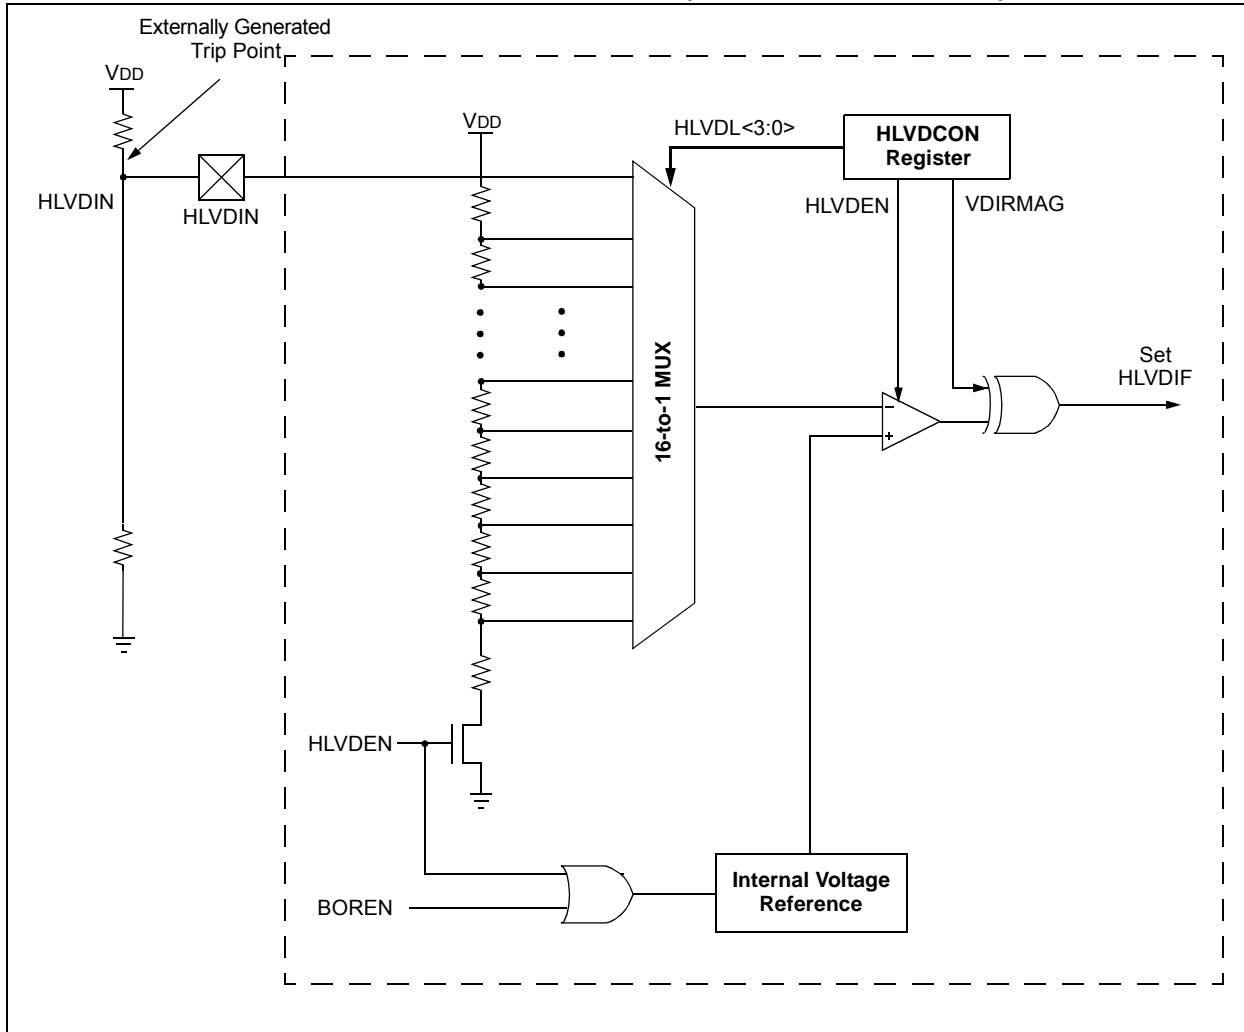 Externally Generated
Trip Point
VDD
VDD
HLVDL<3:0>
HLVDCON
Register
HLVDIN
HLVDIN
HLVDEN
VDIRMAG
16-to-1 MUX
Set
HLVDIF
–
+
HLVDEN
BOREN
Internal Voltage
Reference